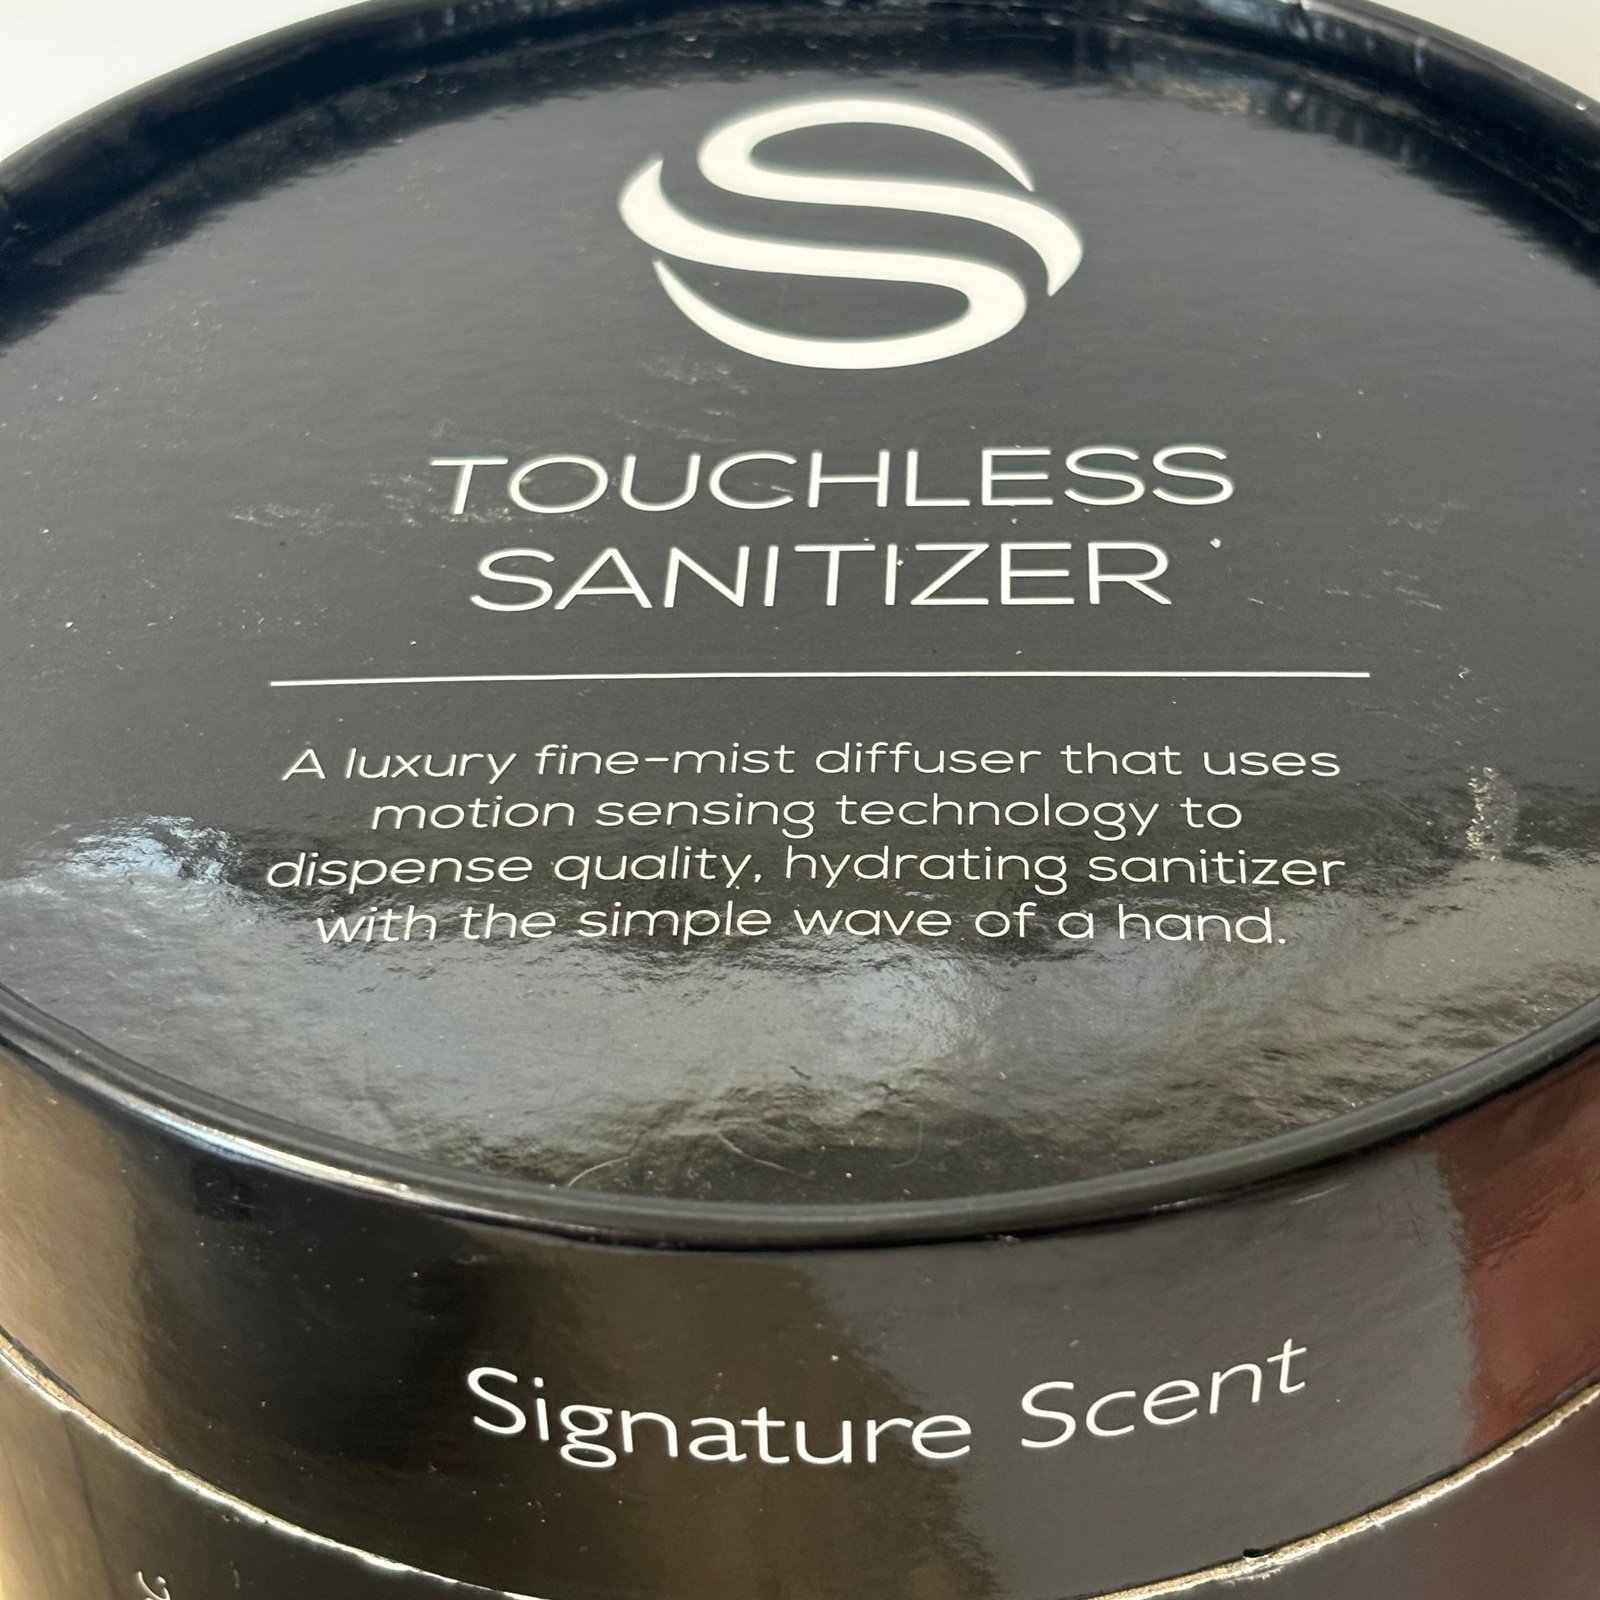 TOUCHLESS
SANITIZER
A luxury fine-mist diffuser that uses
motion sensing technology to
dispense quality, hydrating sanitizer
with the simple wave of a hand.
Signature Scent